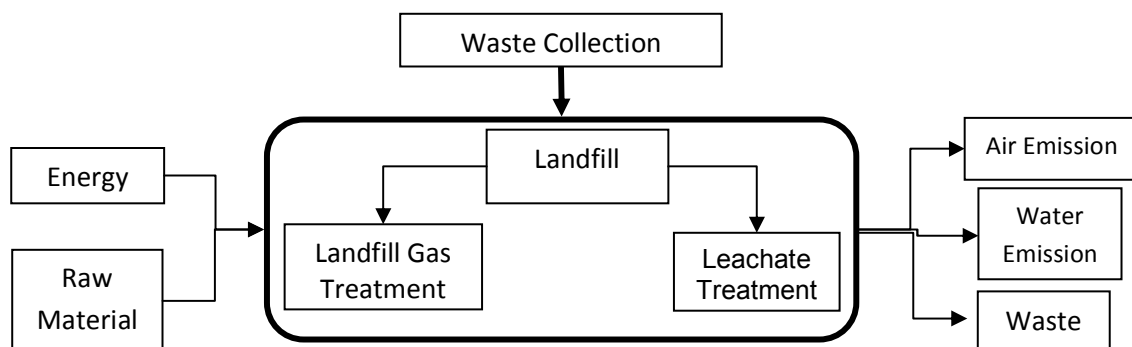 Waste Collection
Landfill
Energy
Raw
Material
Landfill Gas
Treatment
Leachate
Treatment
Air Emission
Water
Emission
Waste